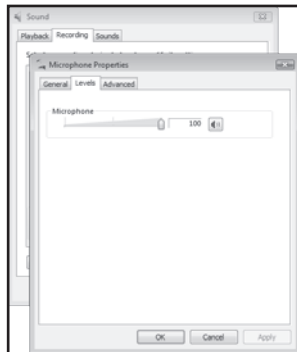 Sound
Playback Recording Sounds
Microphone Properties
General Levels Advanced
Microphone
100
OK Cancel Apply